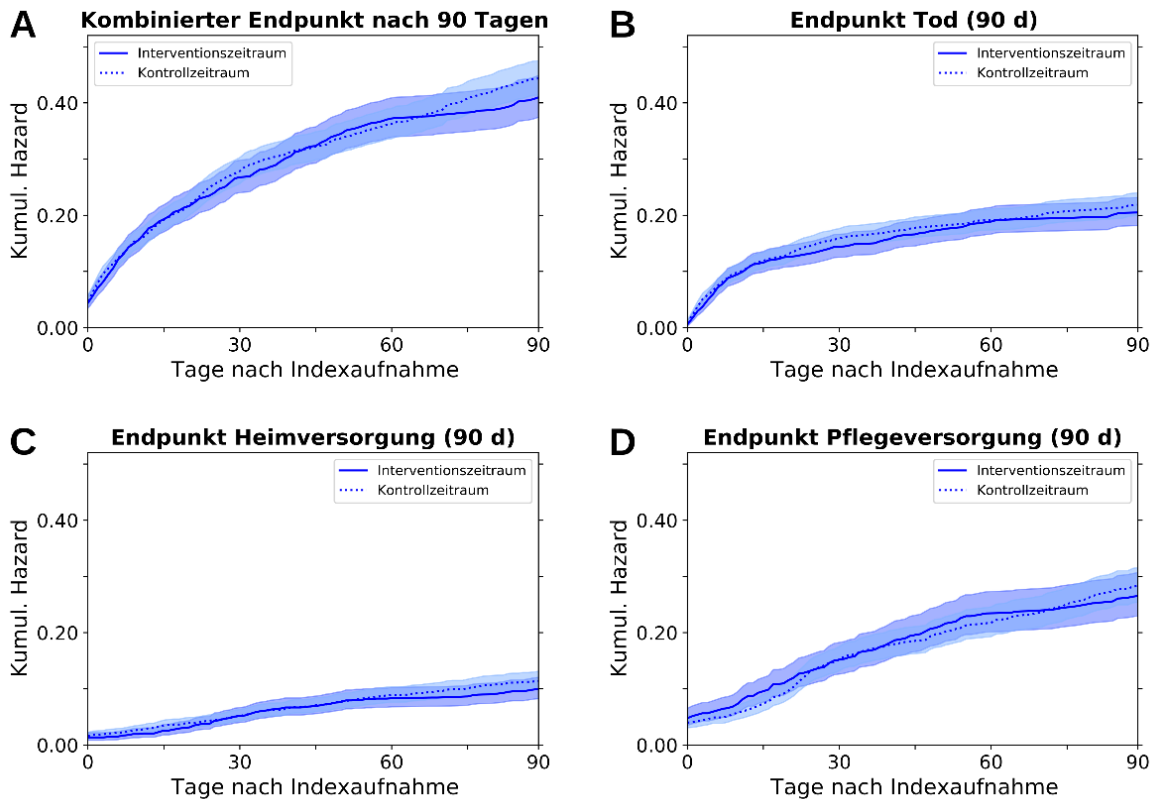 A
Kombinierter Endpunkt nach 90 Tagen
Interventionszeitraum
Kontrollzeitraum
Kumul. Hazard
0.40
0.20
0.00
0 30 60 90
Tage nach Indexaufnahme
B
Endpunkt Tod (90 d)
Interventionszeitraum
Kontrollzeitraum
Kumul. Hazard
0.40
0.20
0.00
0 30 60 90
Tage nach Indexaufnahme
C
Endpunkt Heimversorgung (90 d)
Interventionszeitraum
Kontrollzeitraum
Kumul. Hazard
0.40
0.20
0.00
0 30 60 90
Tage nach Indexaufnahme
D
Endpunkt Pflegeversorgung (90 d)
Interventionszeitraum
Kontrollzeitraum
Kumul. Hazard
0.40
0.20
0.00
0 30 60 90
Tage nach Indexaufnahme